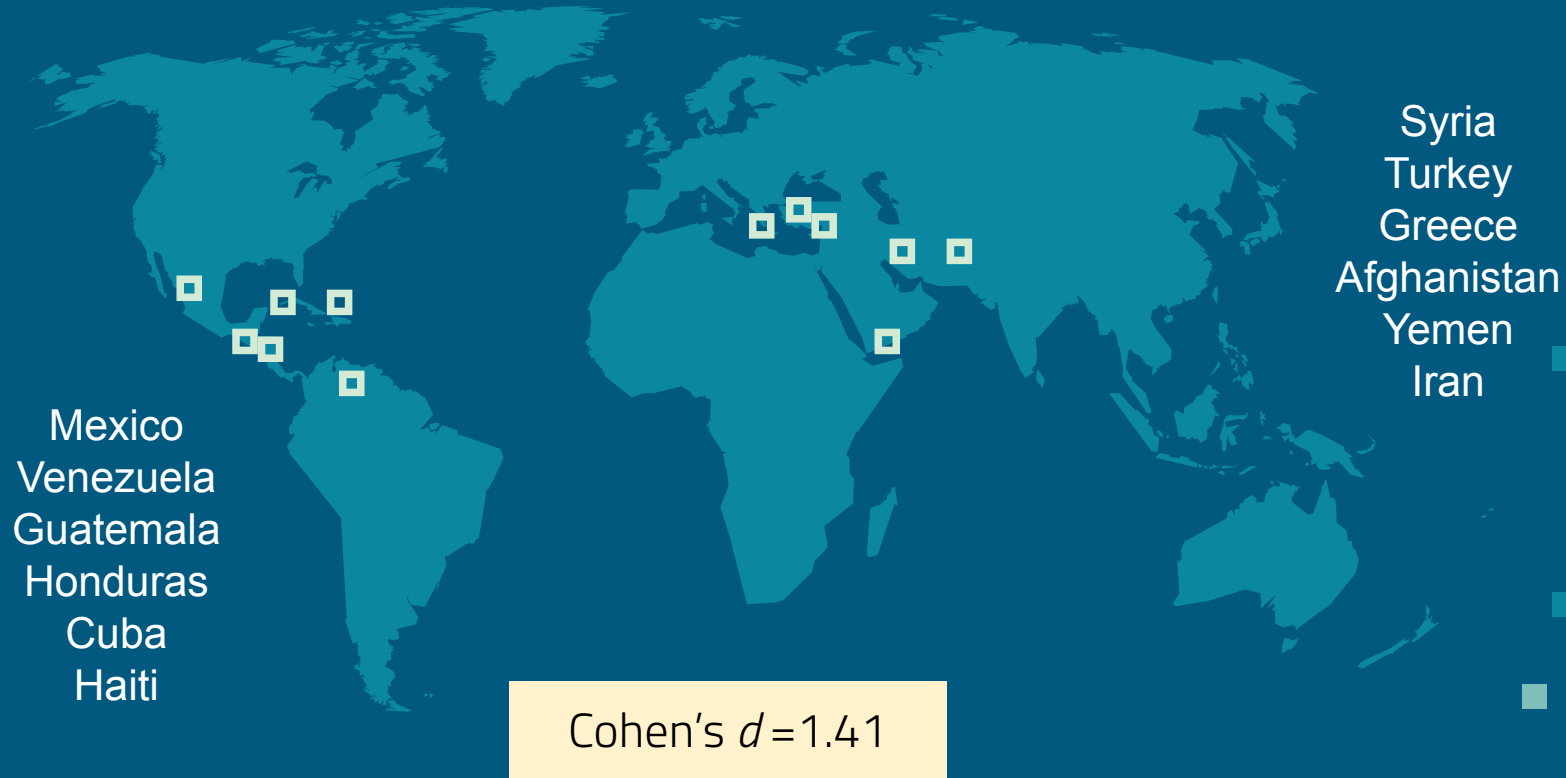 Syria
Turkey
Greece
Afghanistan
Yemen
Iran
Mexico
Venezuela
Guatemala
Honduras
Cuba
Haiti
Cohen's d=1.41